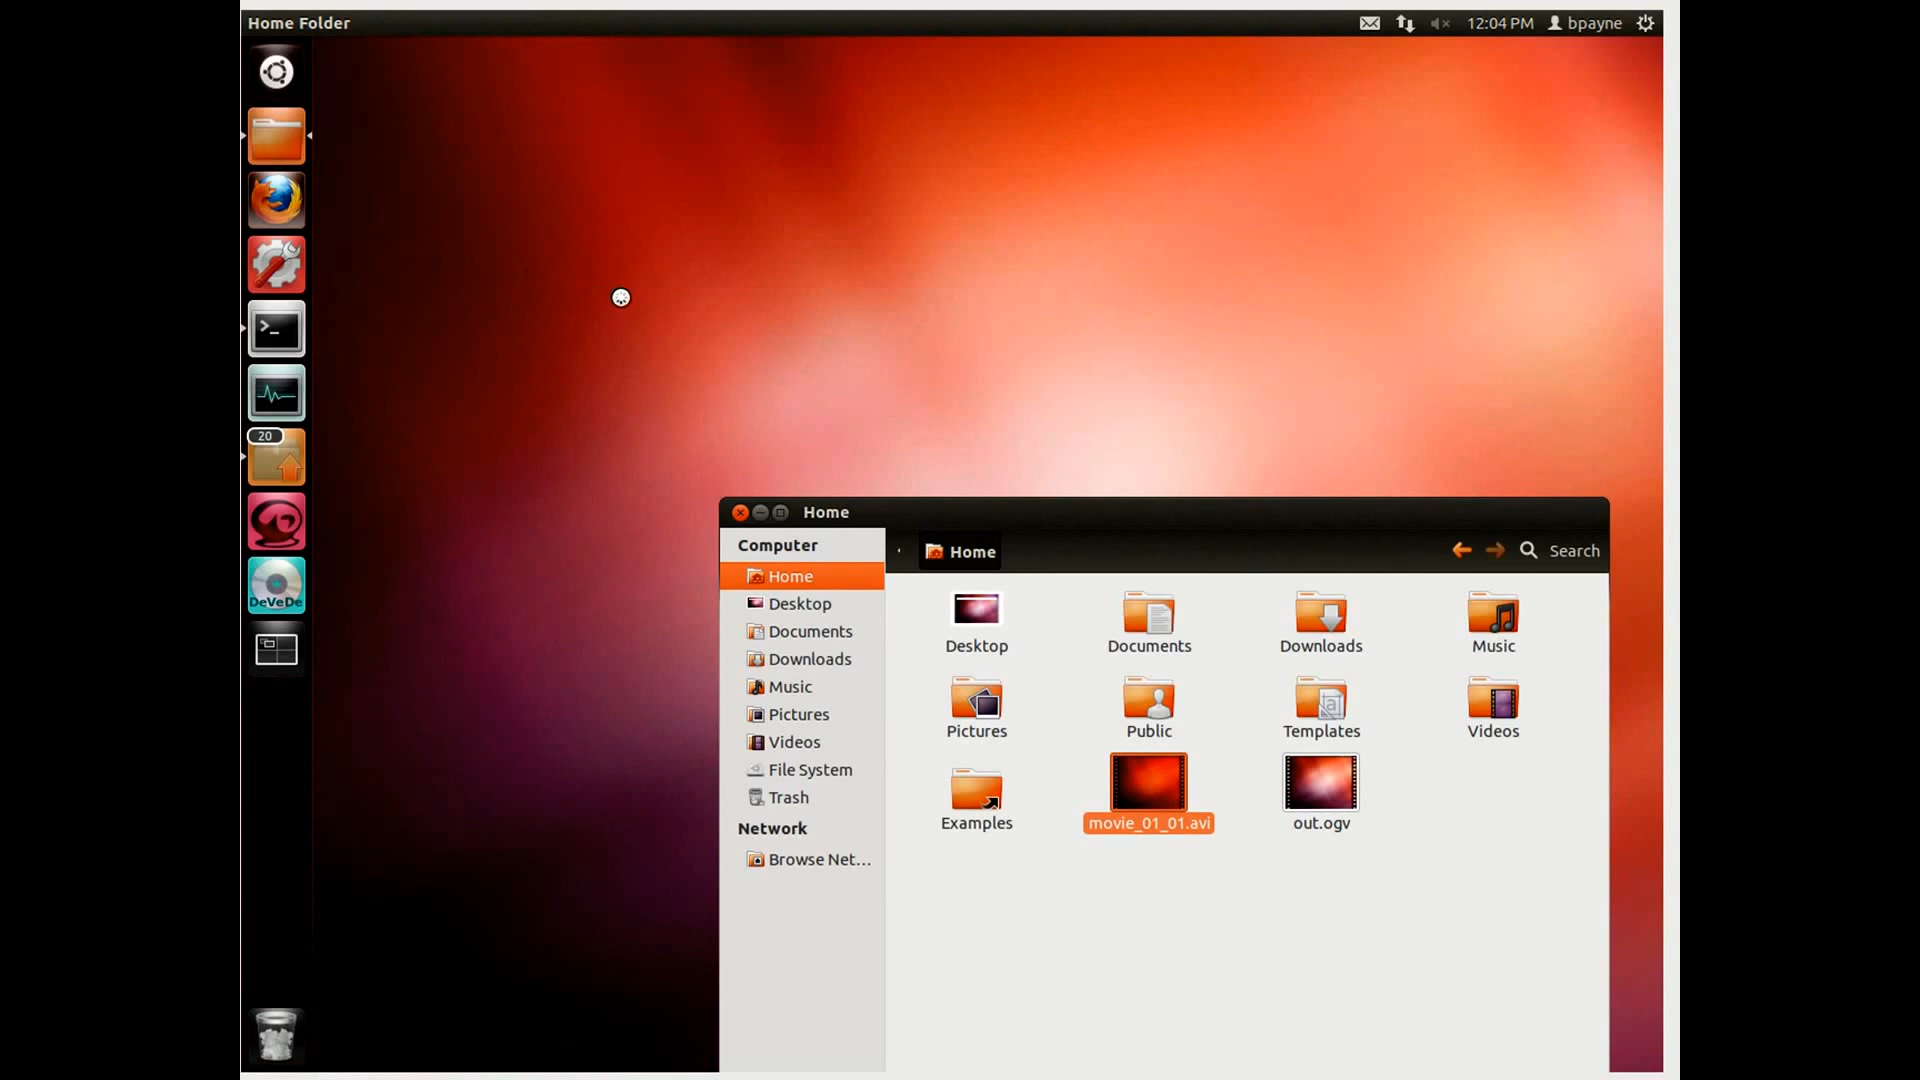 Home Folder
12:04 PM
bpayne
20
DeVeDe
Home
Computer
Home
Search
Home
Desktop
Documents
Downloads
Music
Pictures
Videos
File System
Trash
Network
Browse Net...
Desktop
Documents
Downloads
Music
Pictures
Public
Templates
Videos
Examples
movie_01_01.avi
out.ogv